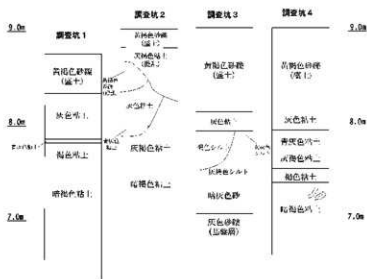 調査坑1
調査坑2
調査坑3
調査坑4
9.0m
9.0m
黄褐色砂礫
(盛土)
灰色粘土
褐色粘土
暗褐色粘土
8.0m
7.0m
黄褐色砂礫
(盛土)
灰褐色粘土
灰色粘土
灰褐色粘土
暗褐色粘土
黄褐色砂礫
(盛土)
灰色粘土
灰褐色シルト
暗灰色砂
灰色砂礫
黄褐色砂礫
(盛土)
灰色粘土
青灰色粘土
灰褐色粘土
褐色粘土
暗褐色粘土
8.0m
7.0m